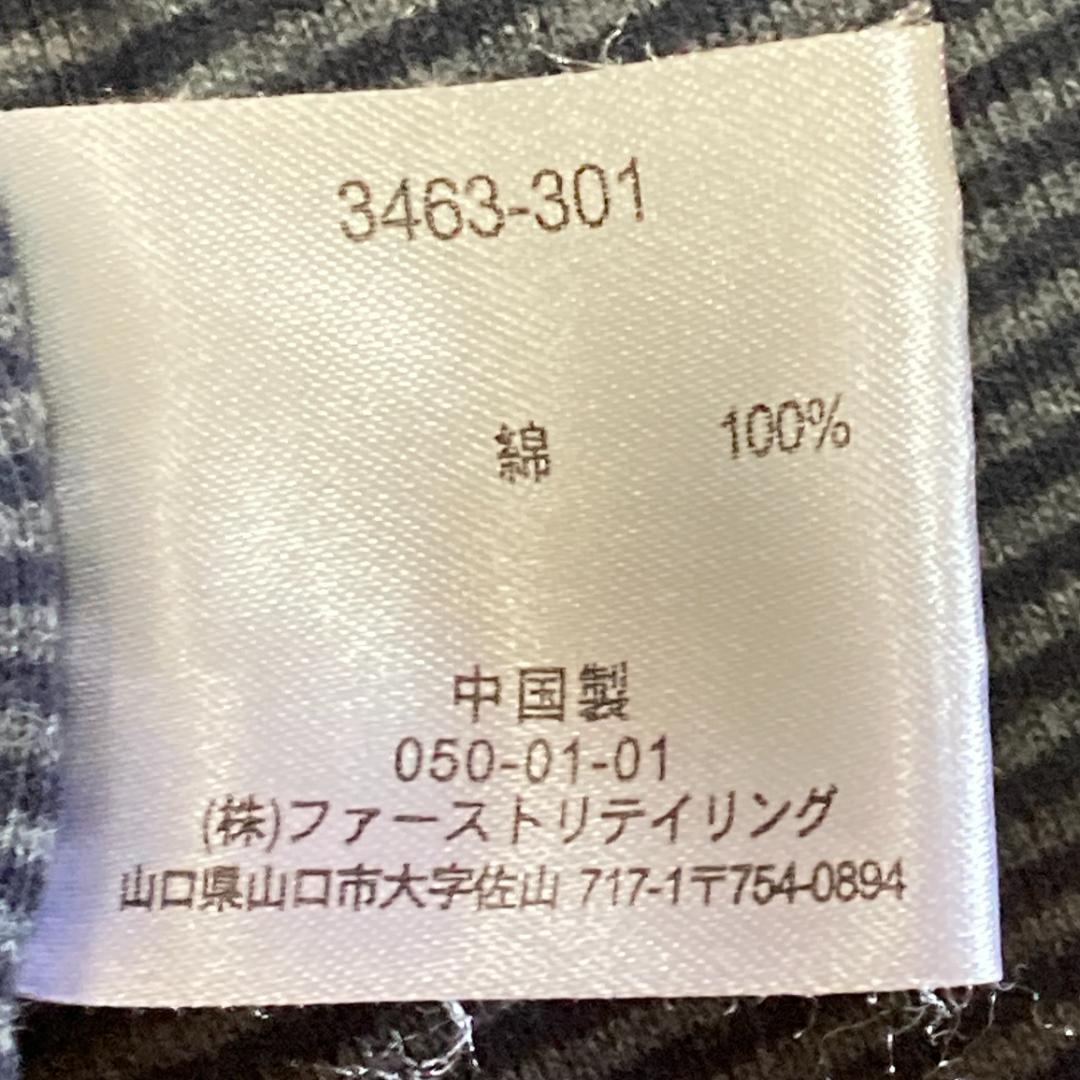 3463-301
綿 100%
中国製
050-01-01
(株)ファーストリテイリング
山口県山口市大字佐山 717-1〒754-0894